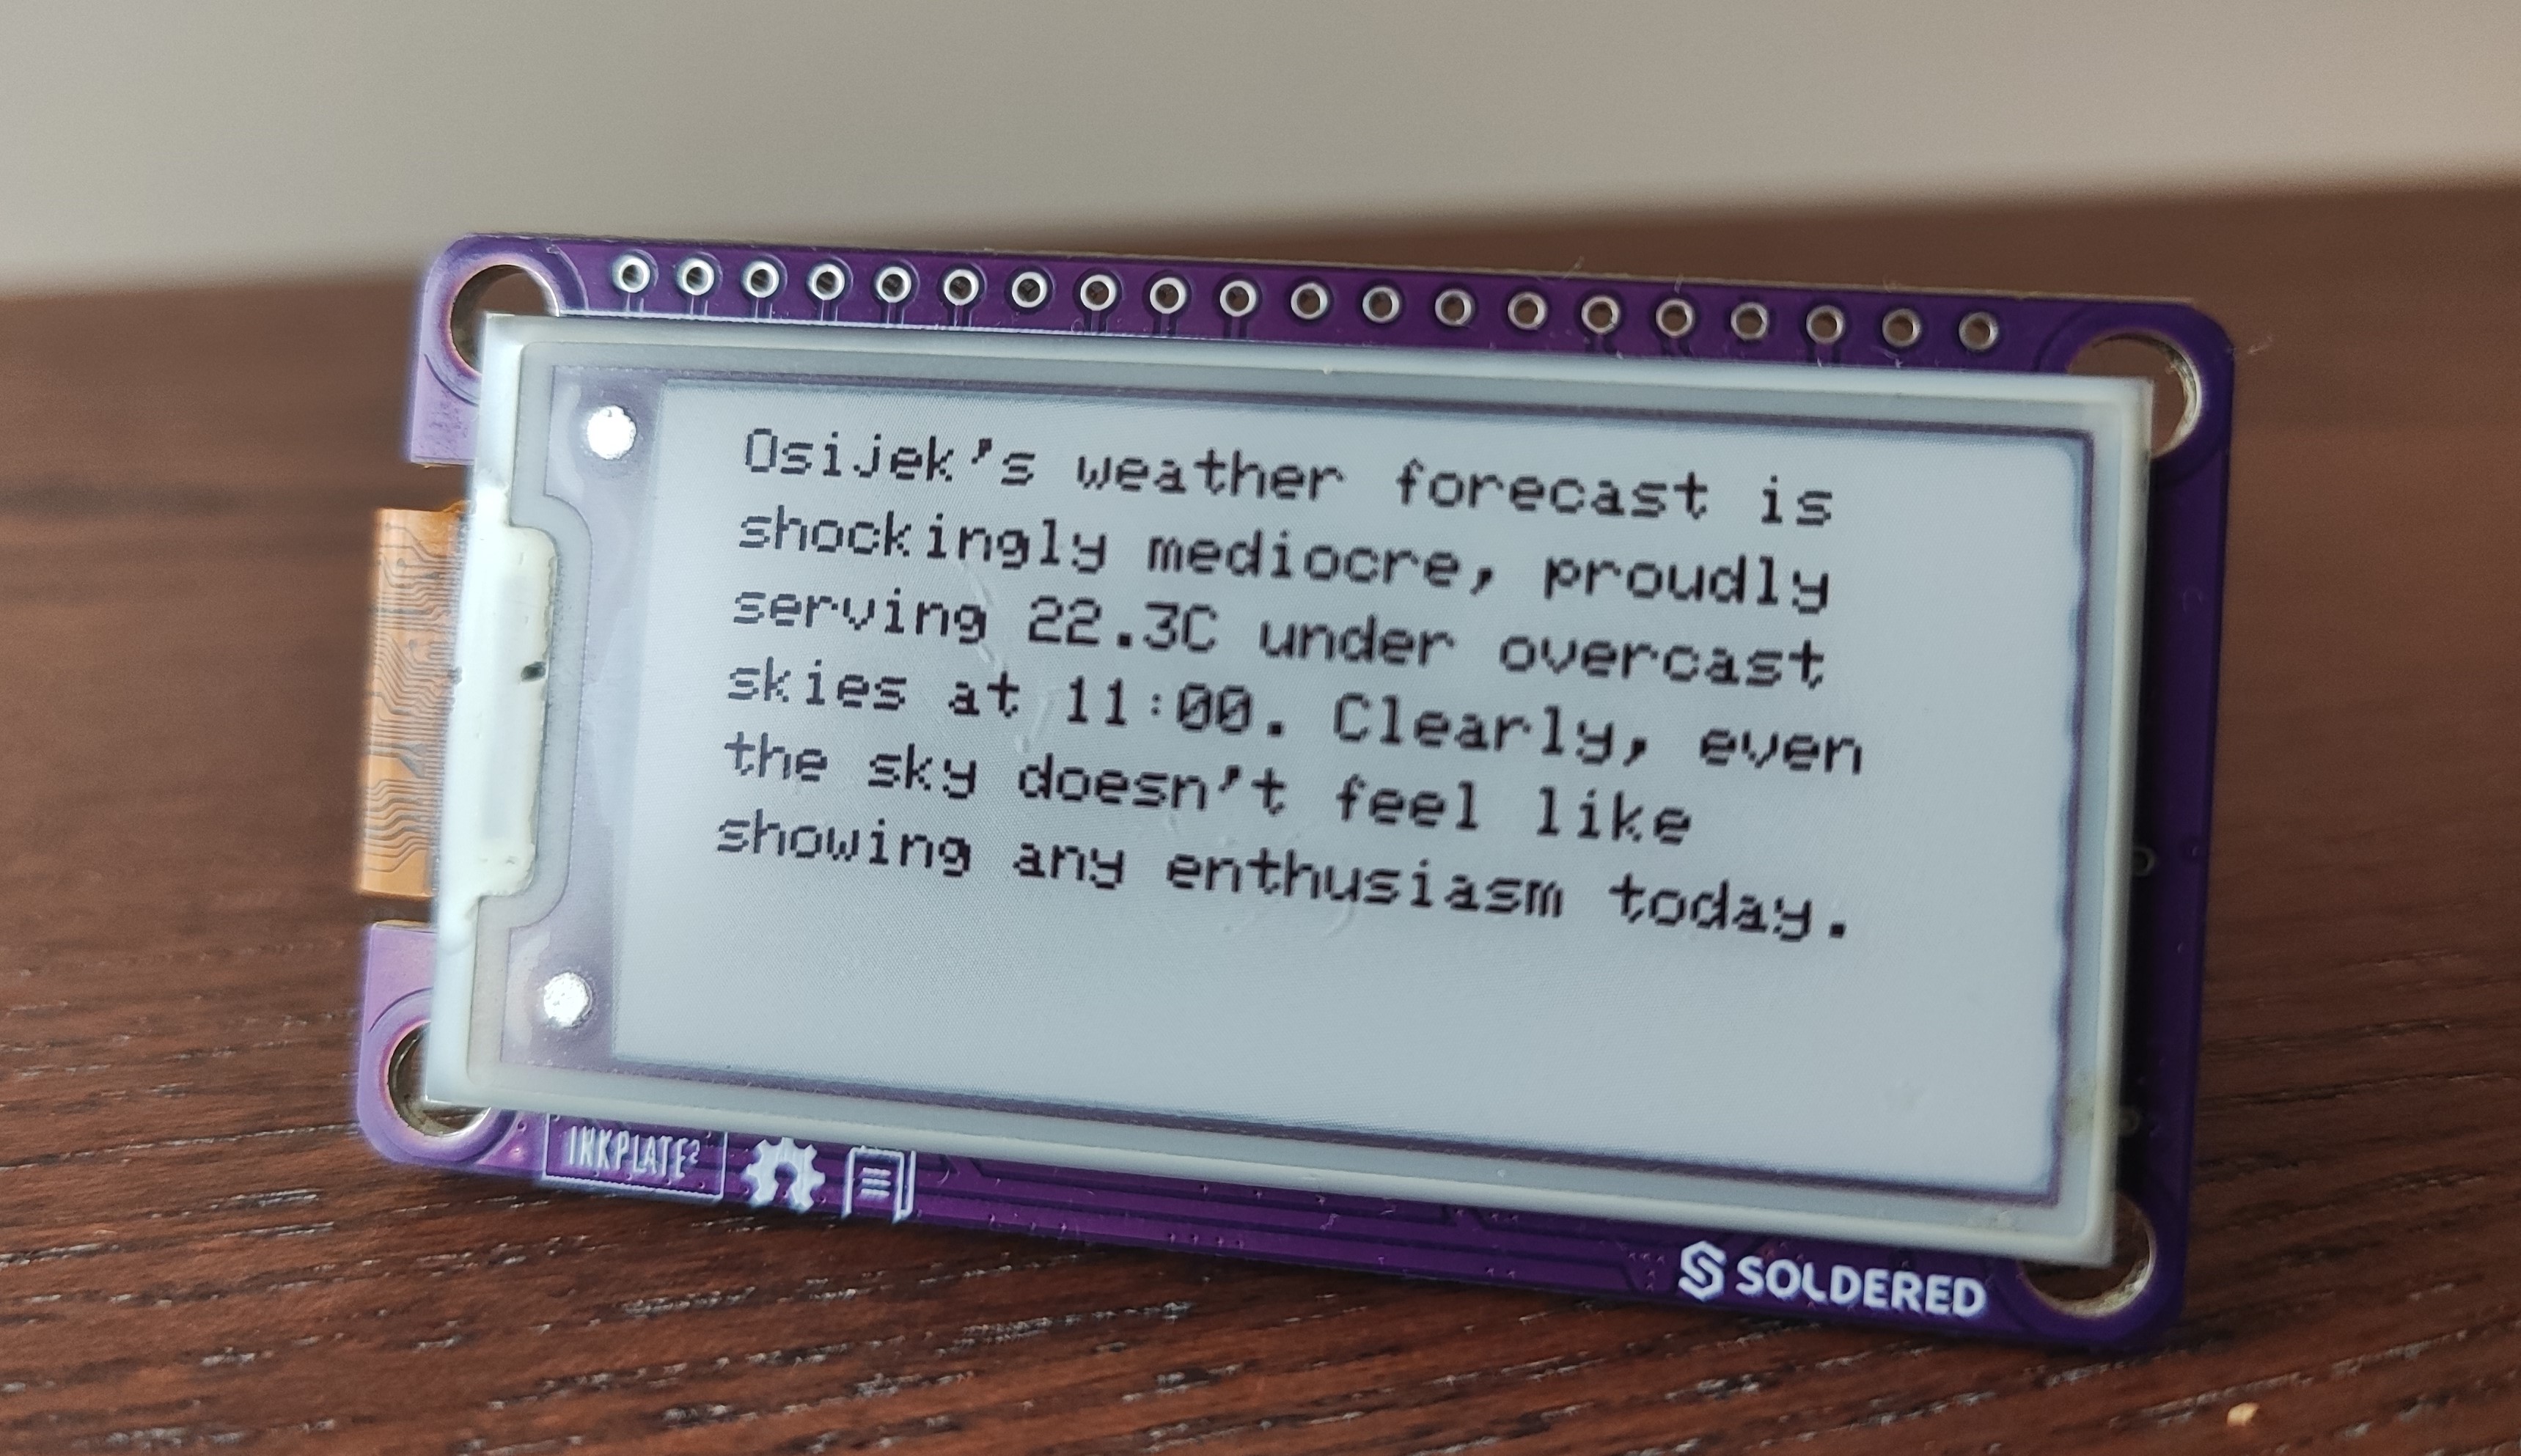 Osijek's weather forecast is
shockingly mediocre, proudly
serving 22.3C under overcast
skies at 11:00. Clearly, even
the sky doesn't feel like
showing any enthusiasm today.
INKPLATE²
SOLDERED